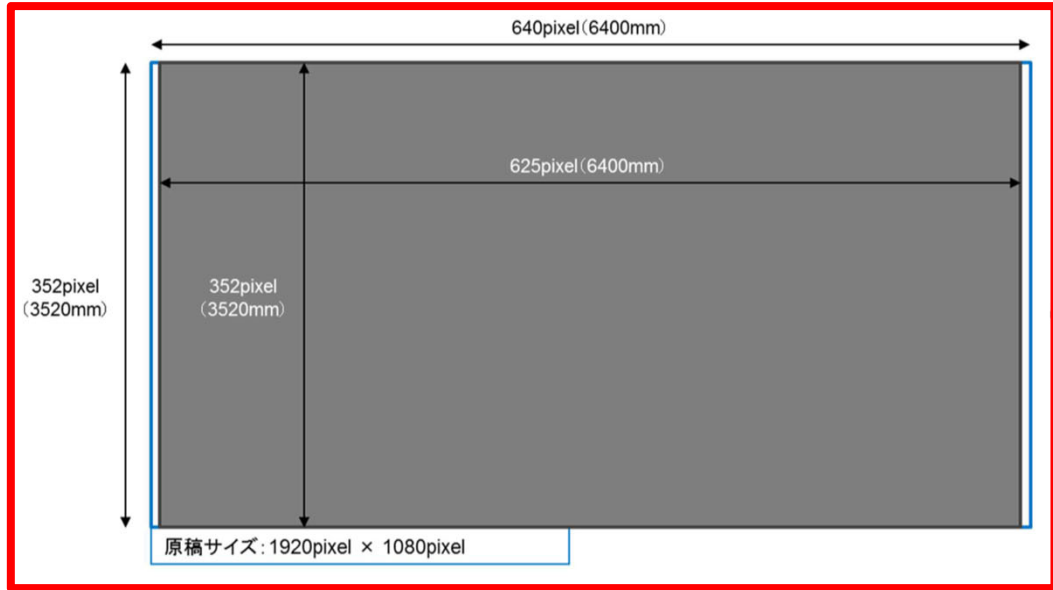 640pixel（6400mm）
625pixel（6400mm）
352pixel
（3520mm）
352pixel
（3520mm）
原稿サイズ：1920pixel × 1080pixel